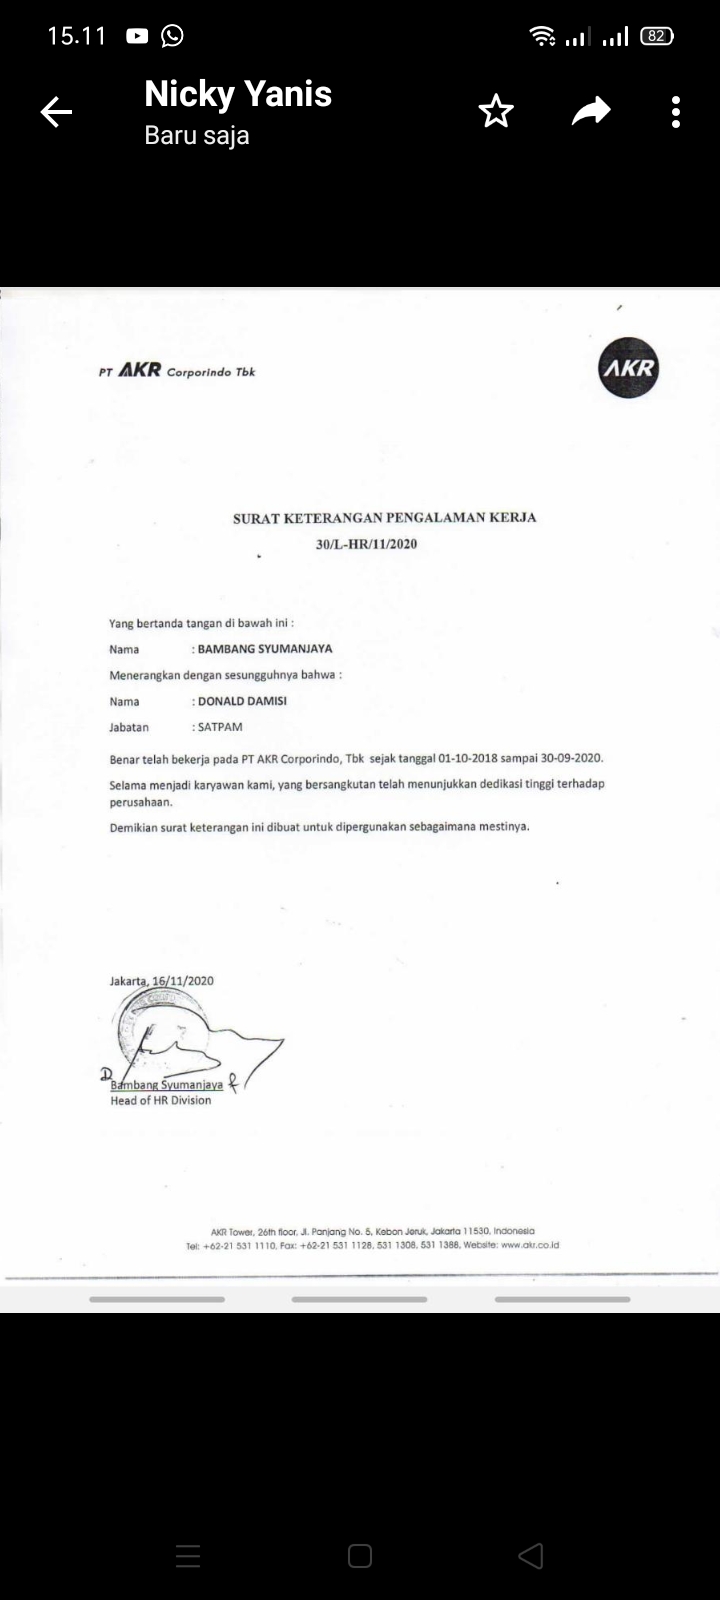 15.11
82
Nicky Yanis
Baru saja
PT AKR Corporindo Tbk
AKR
SURAT KETERANGAN PENGALAMAN KERJA
30/L-HR/11/2020
Yang bertanda tangan di bawah ini :
Nama : BAMBANG SYUMANJAYA
Menerangkan dengan sesungguhnya bahwa :
Nama : DONALD DAMISI
Jabatan : SATPAM
Benar telah bekerja pada PT AKR Corporindo, Tbk sejak tanggal 01-10-2018 sampai 30-09-2020.
Selama menjadi karyawan kami, yang bersangkutan telah menunjukkan dedikasi tinggi terhadap
perusahaan.
Demikian surat keterangan ini dibuat untuk dipergunakan sebagaimana mestinya.
Jakarta, 16/11/2020
Bambang Syumanjaya
Head of HR Division
AKR Tower, 26th floor, Jl. Panjang No. 5, Kebon Jeruk, Jakarta 11530, Indonesia
Tel: +62-21 531 1110, Fax: +62-21 531 1128, 531 1308, 531 1388, Website: www.akr.co.id